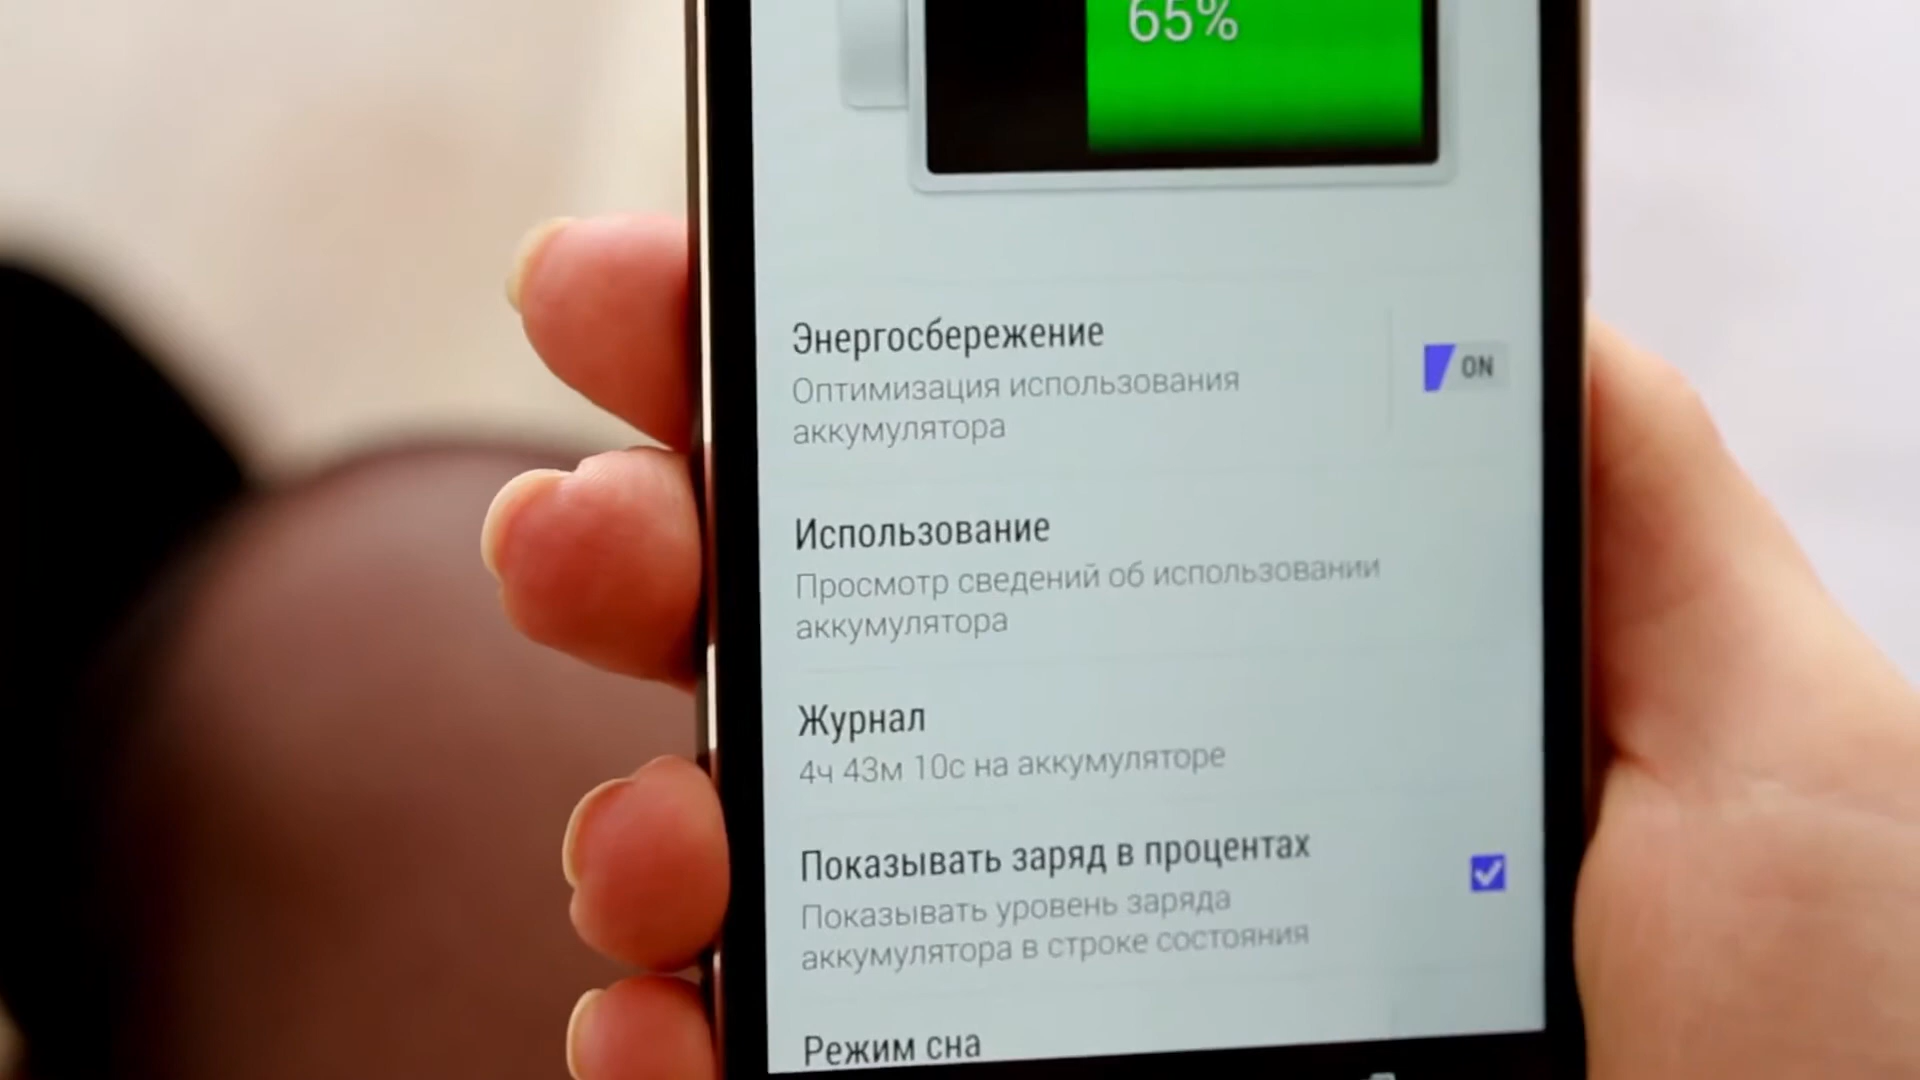 65%
Энергосбережение
ON
Оптимизация использования
аккумулятора
Использование
Просмотр сведений об использовании
аккумулятора
Журнал
4ч 43м 10с на аккумуляторе
Показывать заряд в процентах
Показывать уровень заряда
аккумулятора в строке состояния
Режим сна